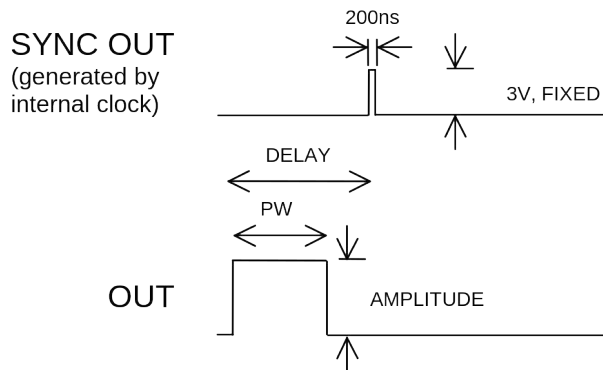 200ns
SYNC OUT
(generated by
internal clock)
3V, FIXED
DELAY
PW
OUT
AMPLITUDE